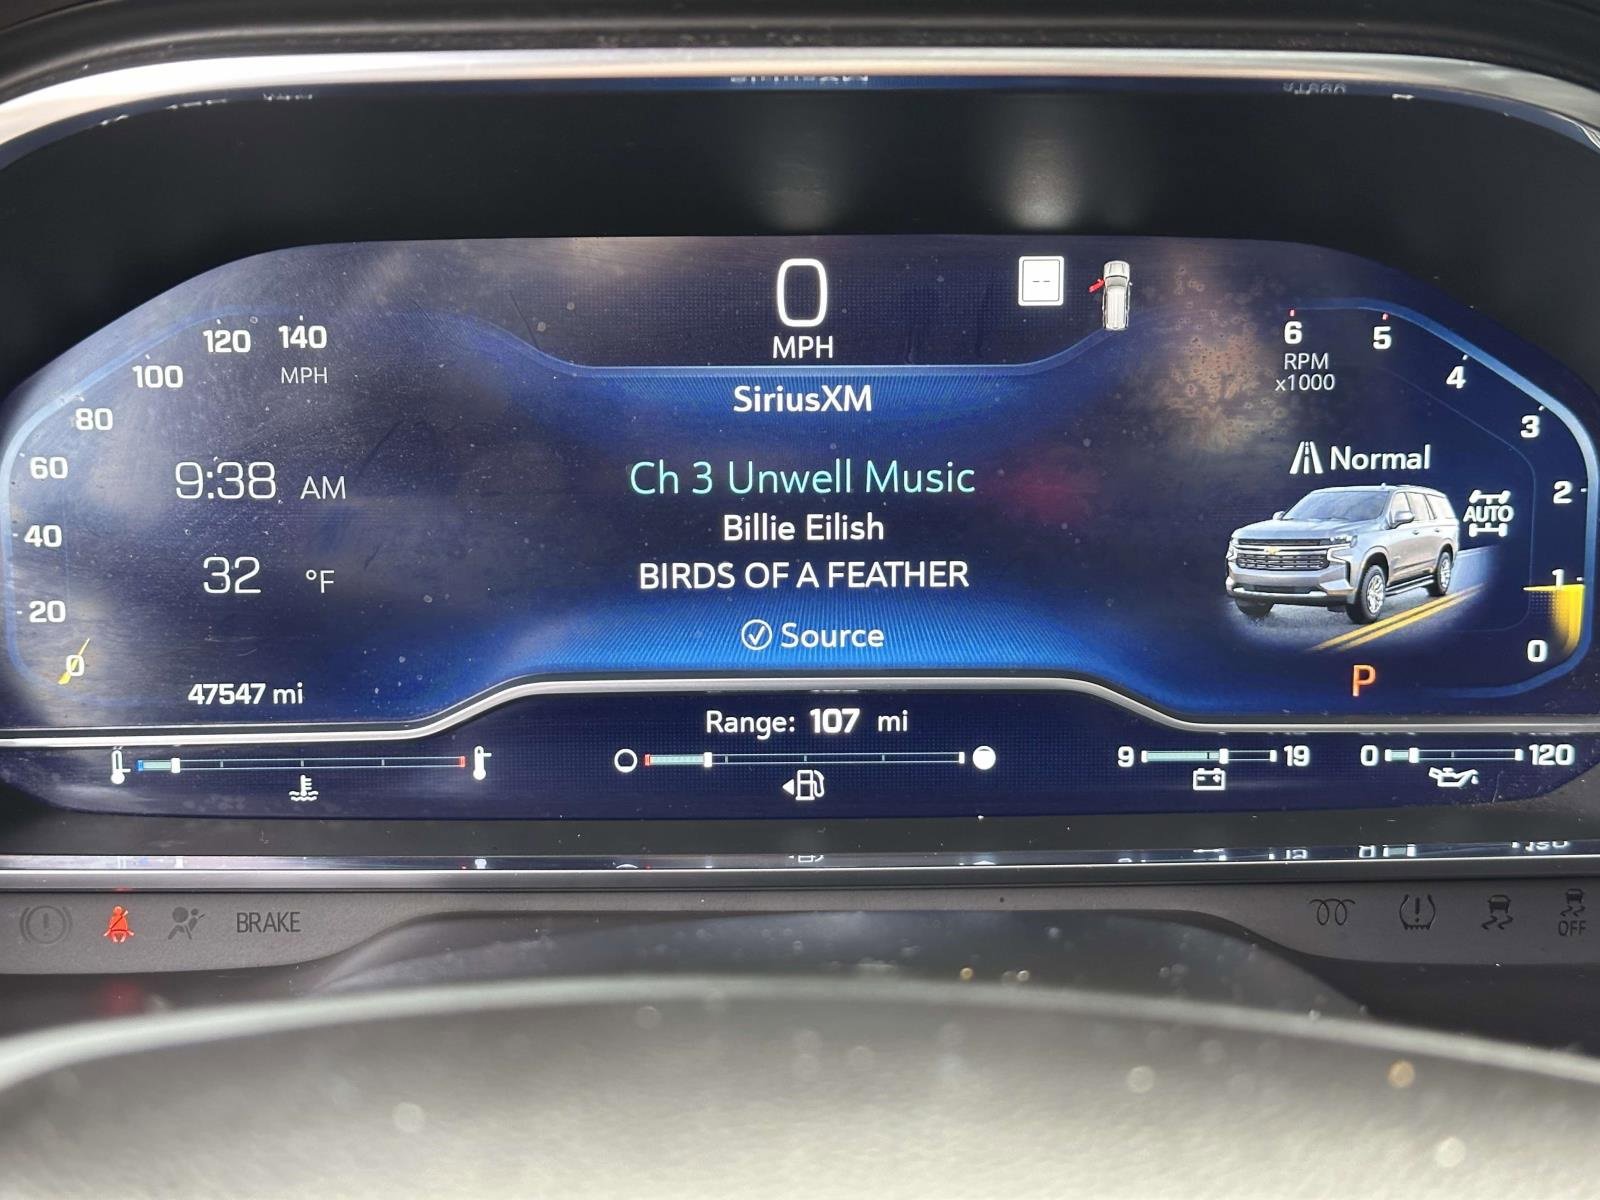 0
MPH
--
120 140
MPH
100
80
60
40
20
0
9:38 AM
32 °F
47547 mi
SiriusXM
Ch 3 Unwell Music
Billie Eilish
BIRDS OF A FEATHER
Source
6
5
4
3
2
1
0
RPM
x1000
Normal
AUTO
P
Range: 107 mi
9 19
0 120
BRAKE
OFF